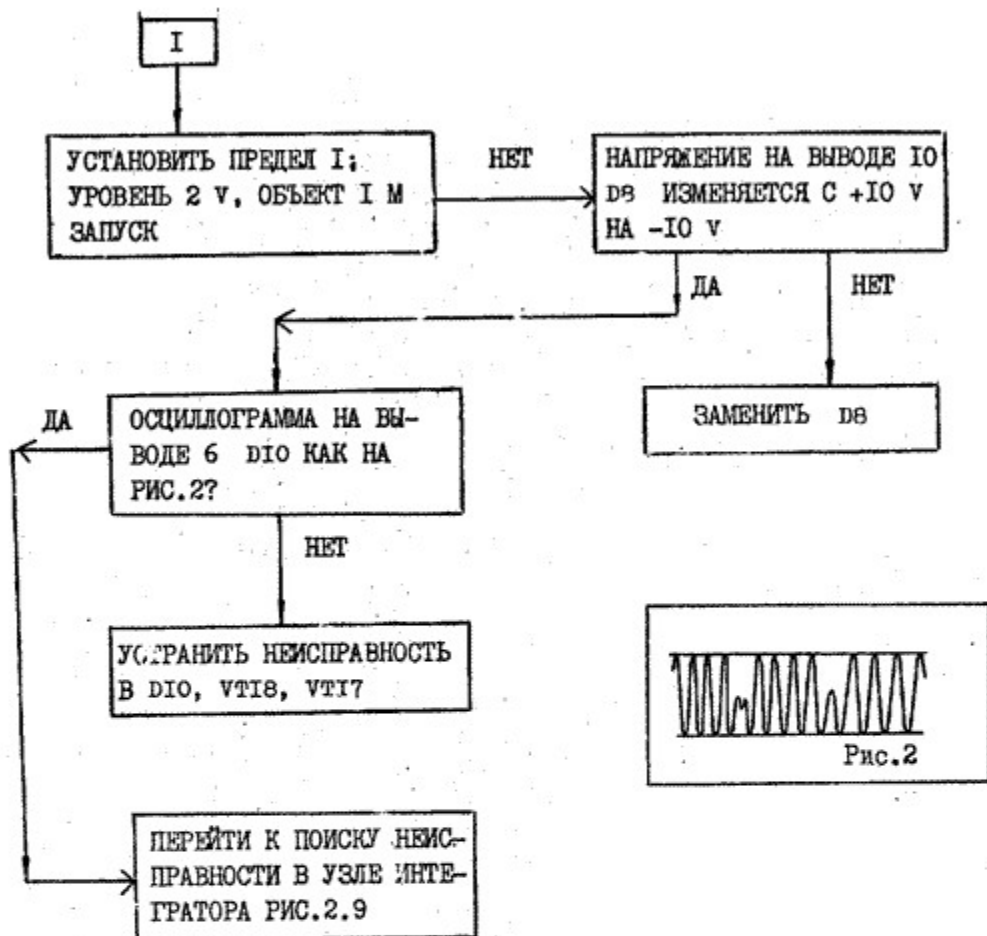 I
УСТАНОВИТЬ ПРЕДЕЛ I;
УРОВЕНЬ 2 V, ОБЪЕКТ I М
ЗАПУСК
НЕТ
НАПРЯЖЕНИЕ НА ВЫВОДЕ IO
D8 ИЗМЕНЯЕТСЯ С +IO V
НА -IO V
ДА
НЕТ
ЗАМЕНИТЬ D8
ДА
ОСЦИЛЛОГРАММА НА ВЫ-
ВОДЕ 6 DIO КАК НА
РИС.2?
НЕТ
УСТРАНИТЬ НЕИСПРАВНОСТЬ
В DIO, VTI8, VTI7
Рис.2
ПЕРЕЙТИ К ПОИСКУ НЕИС-
ПРАВНОСТИ В УЗЛЕ ИНТЕ-
ГРАТОРА РИС.2.9